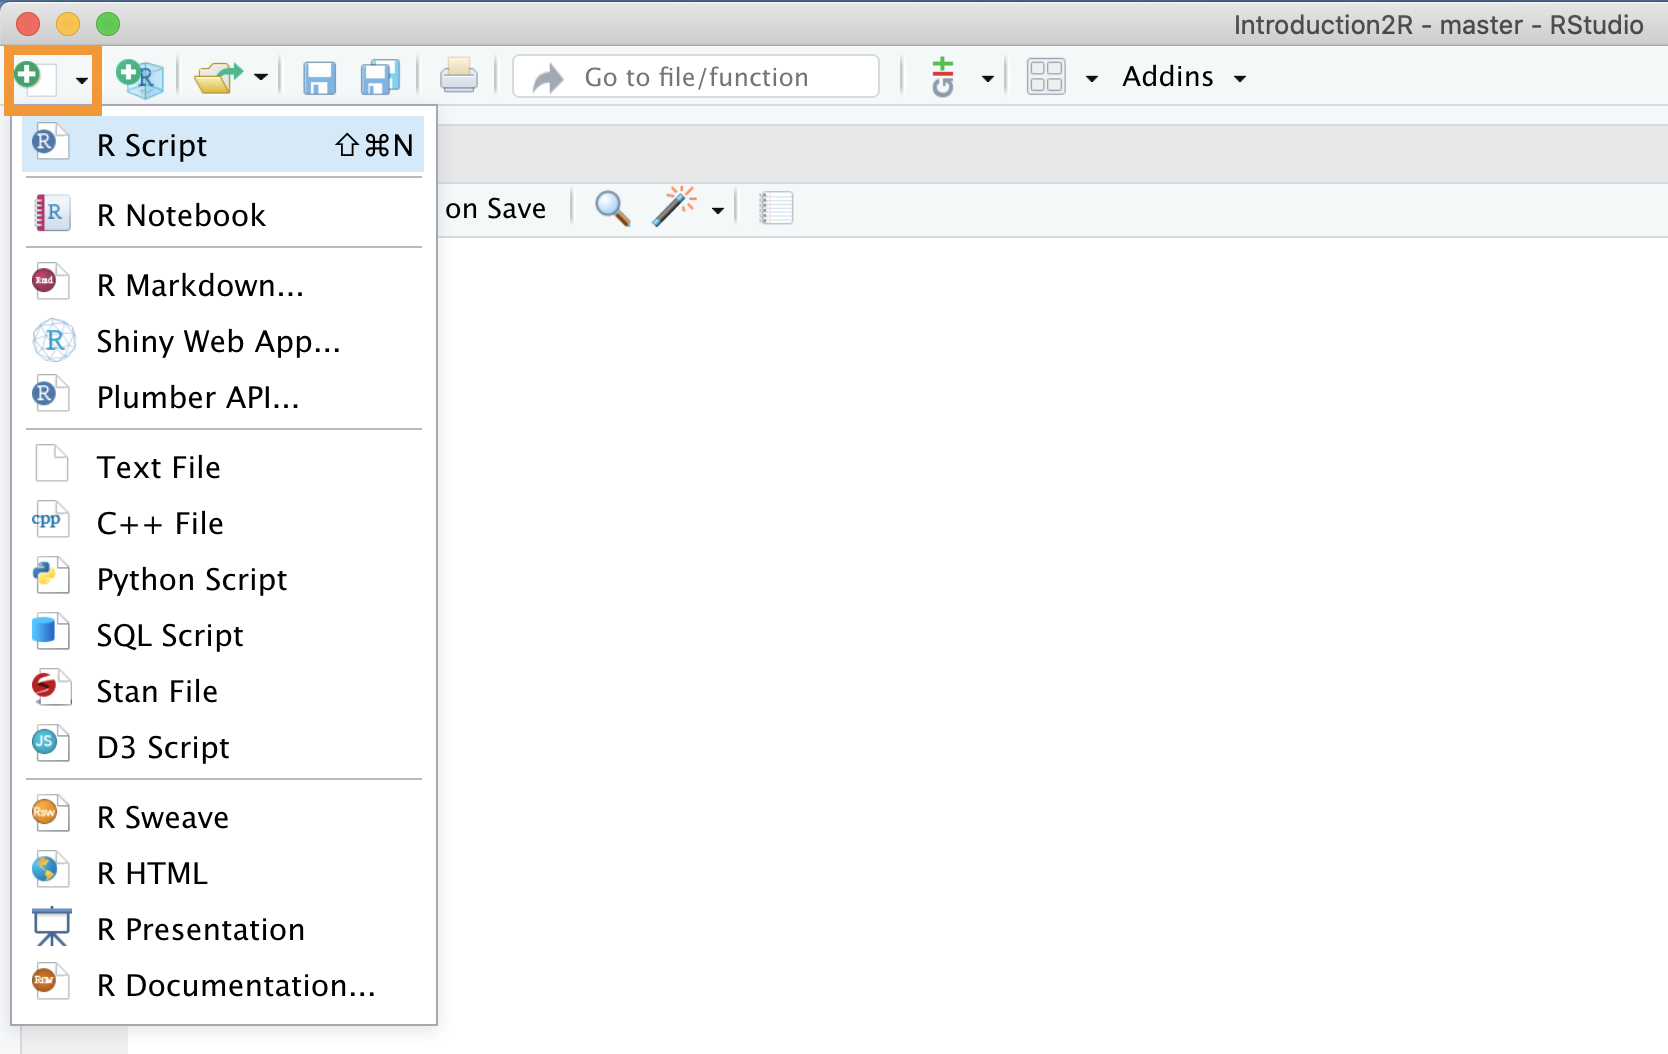 Introduction2R - master - RStudio
Go to file/function
Addins
R Script ⇧⌘N
on Save
R Notebook
R Markdown...
Shiny Web App...
Plumber API...
Text File
C++ File
Python Script
SQL Script
Stan File
D3 Script
R Sweave
R HTML
R Presentation
R Documentation...